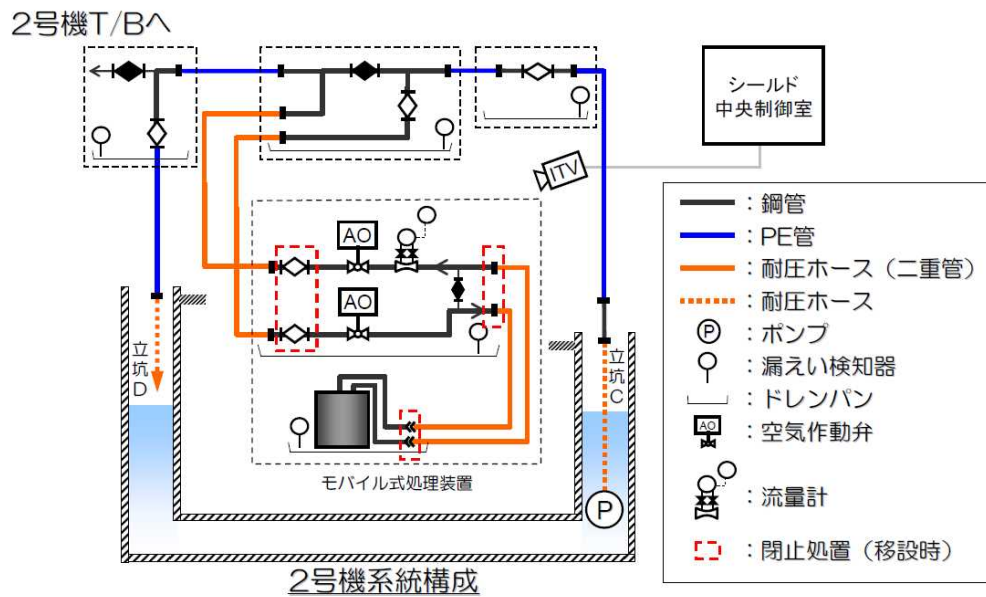 2号機T/Bへ
シールド
中央制御室
ITV
AO
AO
立坑D
立坑C
P
モバイル式処理装置
2号機系統構成
：鋼管
：PE管
：耐圧ホース（二重管）
：耐圧ホース
P ：ポンプ
：漏えい検知器
：ドレンパン
AO ：空気作動弁
：流量計
：閉止処置（移設時）